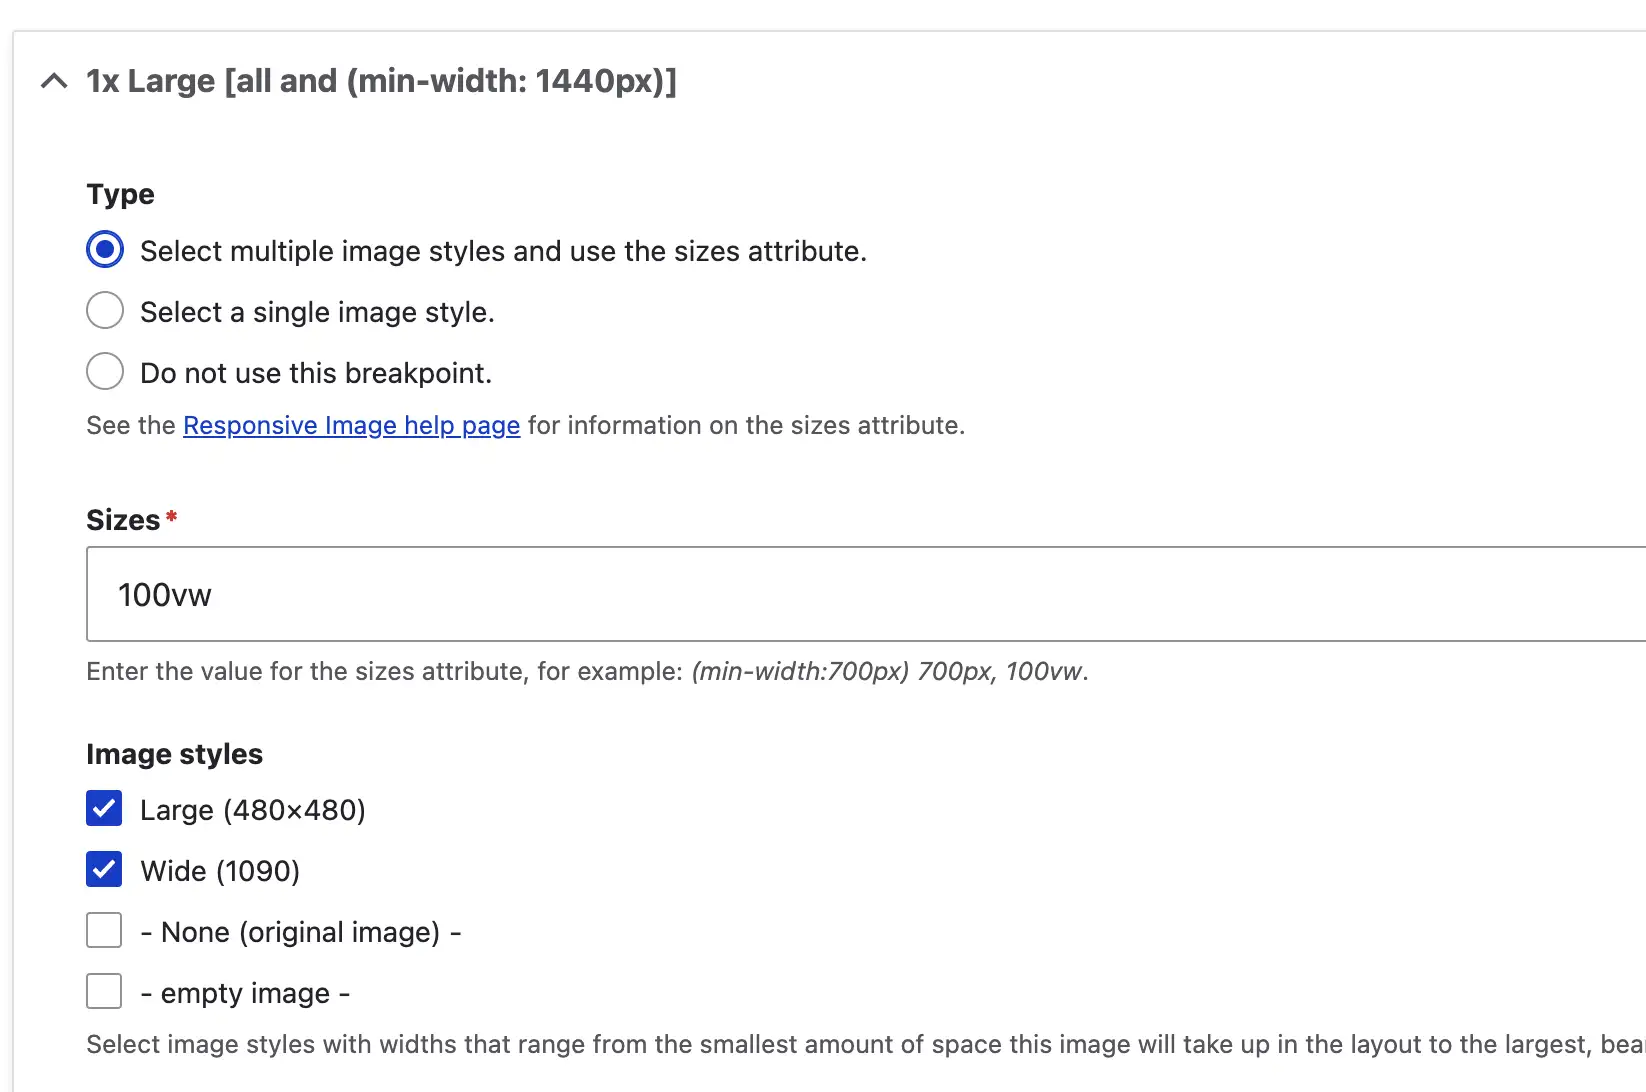 1x Large [all and (min-width: 1440px)]
Type
Select multiple image styles and use the sizes attribute.
Select a single image style.
Do not use this breakpoint.
See the Responsive Image help page for information on the sizes attribute.
Sizes *
100vw
Enter the value for the sizes attribute, for example: (min-width:700px) 700px, 100vw.
Image styles
Large (480×480)
Wide (1090)
- None (original image) -
- empty image -
Select image styles with widths that range from the smallest amount of space this image will take up in the layout to the largest,